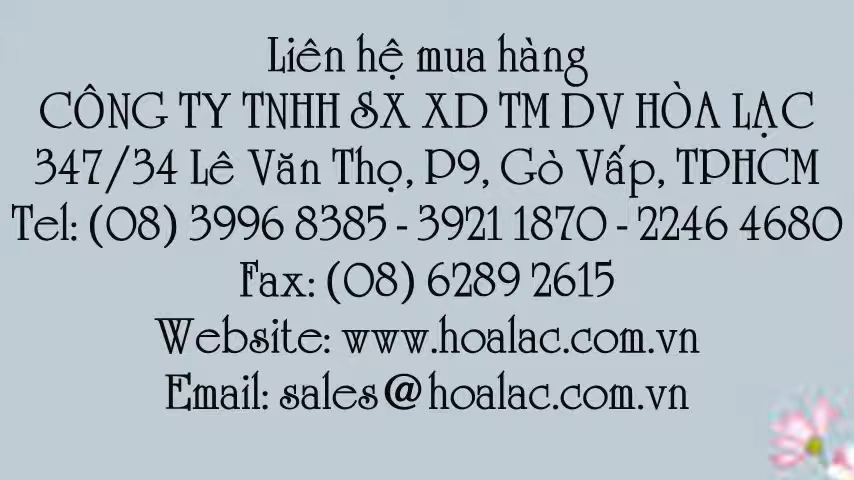 Liên hệ mua hàng
CÔNG TY TNHH SX XD TM DV HÒA LẠC
347/34 Lê Văn Thọ, P9, Gò Vấp, TPHCM
Tel: (08) 3996 8385 - 3921 1870 - 2246 4680
Fax: (08) 6289 2615
Website: www.hoalac.com.vn
Email: sales@hoalac.com.vn